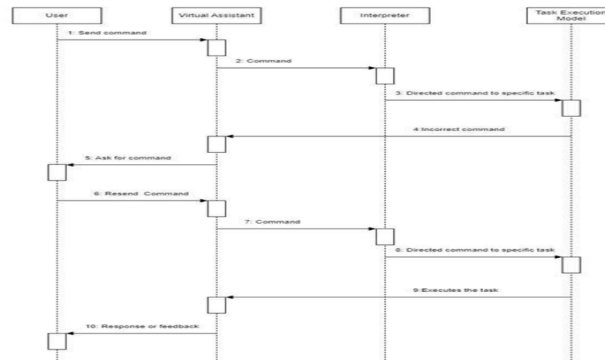 User
Virtual Assistant
Interpreter
Task Execution
Model
1: Send command
2: Command
3: Directed command to specific task
4:Incorrect command
5: Ask for command
6: Resend Command
7: Command
8: Directed command to specific task
9:Executes the task
10: Response or feedback